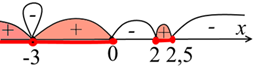 - + - + - x
-3 0 2 2,5